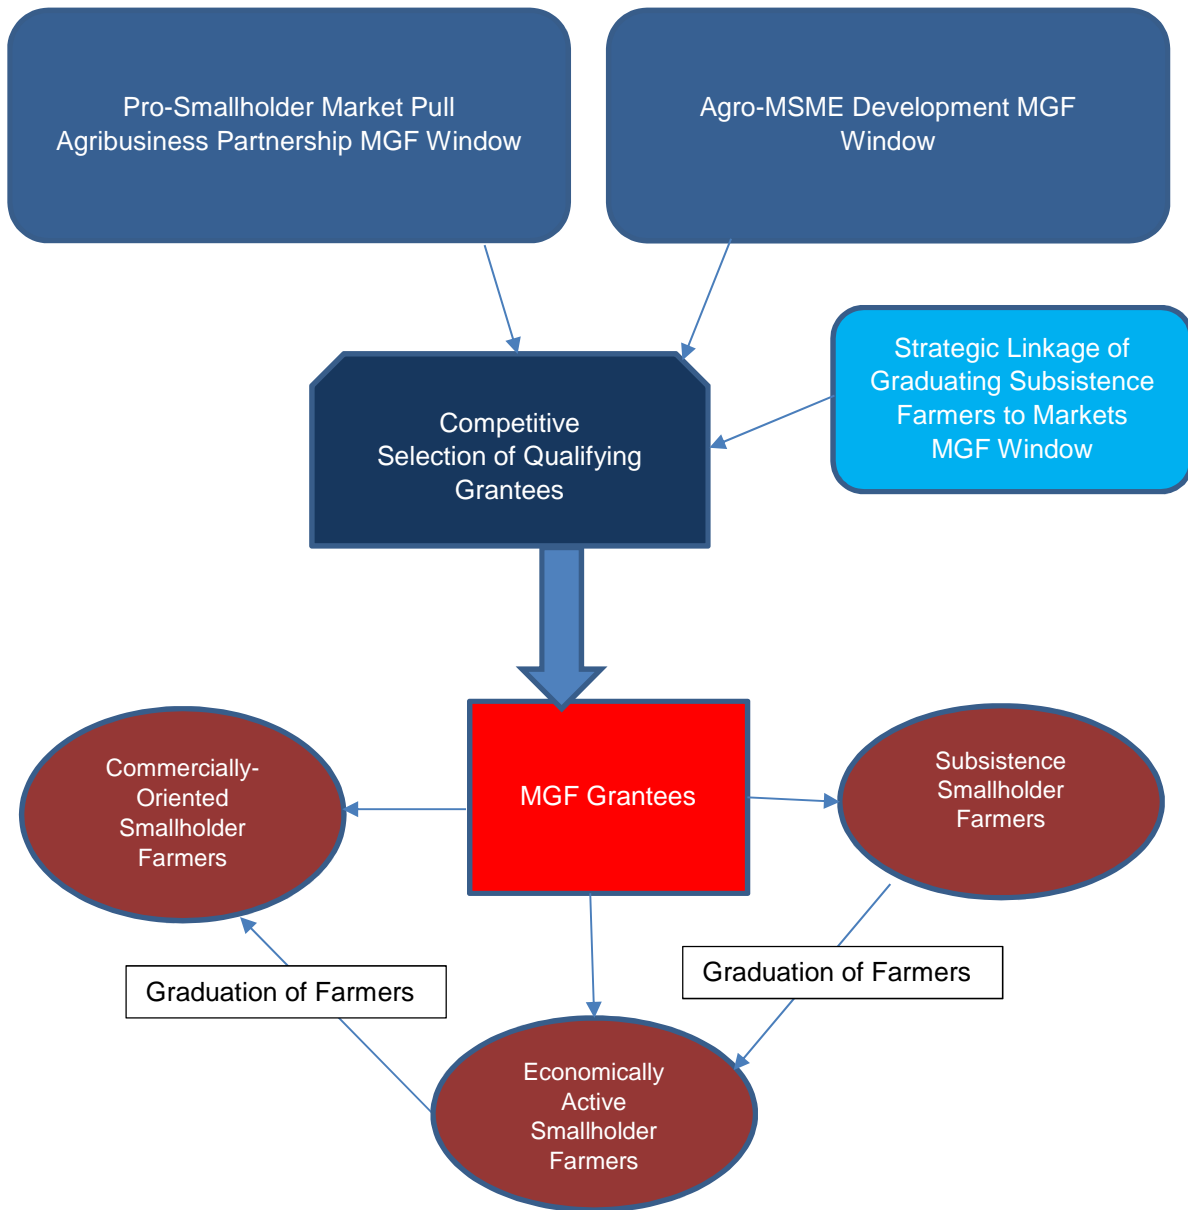 Pro-Smallholder Market Pull
Agribusiness Partnership MGF Window
Agro-MSME Development MGF
Window
Strategic Linkage of
Graduating Subsistence
Farmers to Markets
MGF Window
Competitive
Selection of Qualifying
Grantees
MGF Grantees
Commercially-
Oriented
Smallholder
Farmers
Subsistence
Smallholder
Farmers
Graduation of Farmers
Graduation of Farmers
Economically
Active
Smallholder
Farmers